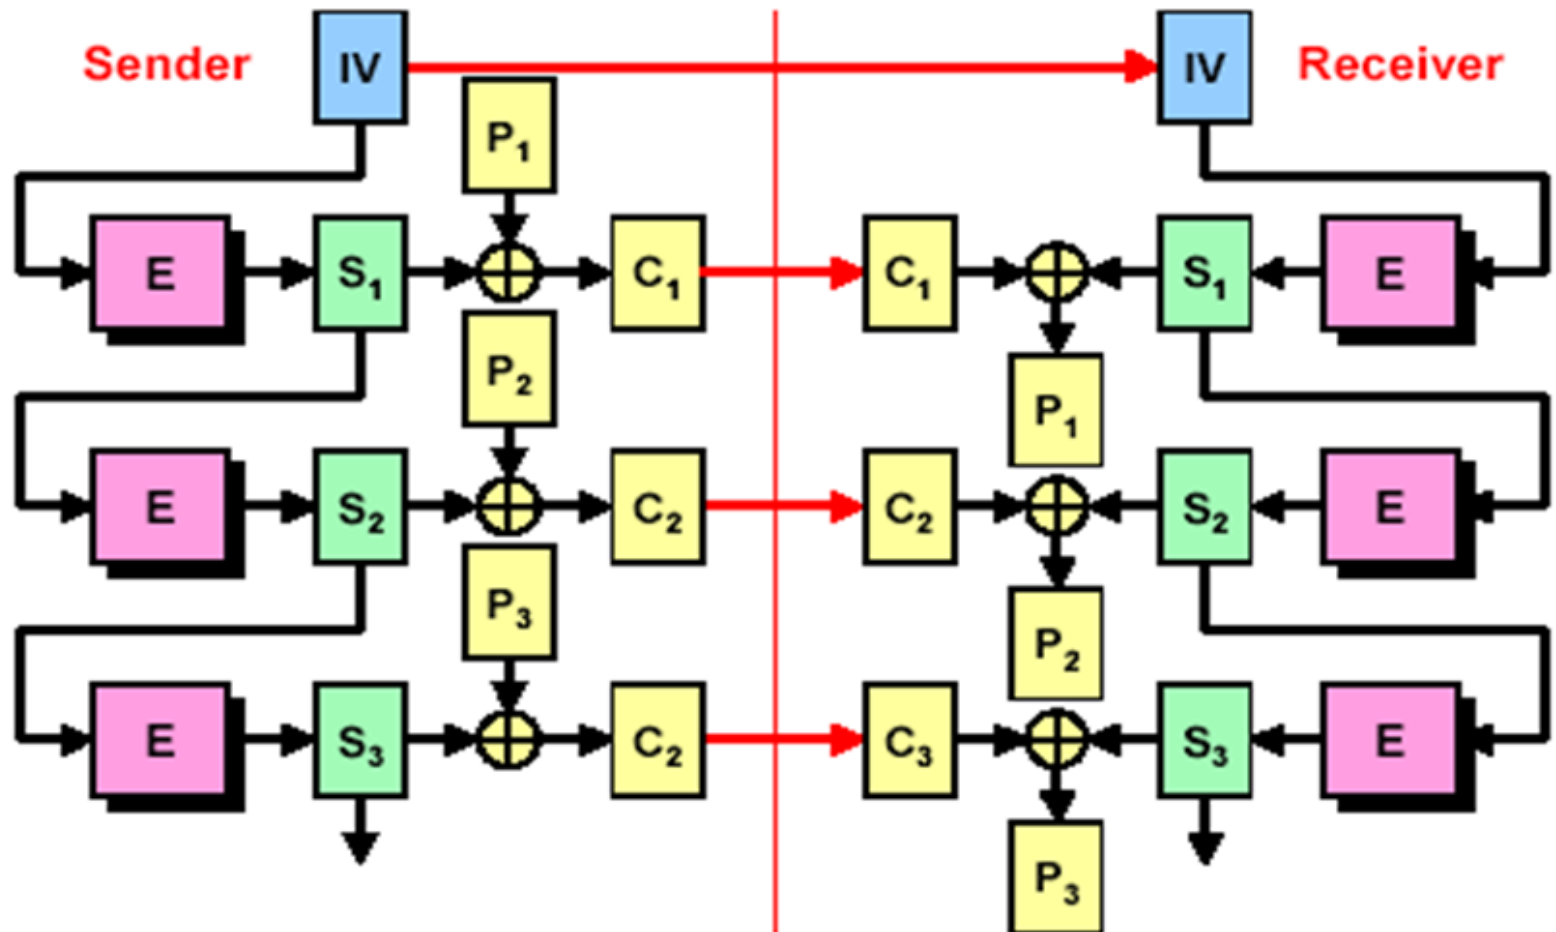 Sender IV IV Receiver
P1
E S1 C1 C1 S1 E
P2
P1
E S2 C2 C2 S2 E
P3
P2
E S3 C2 C3 S3 E
P3